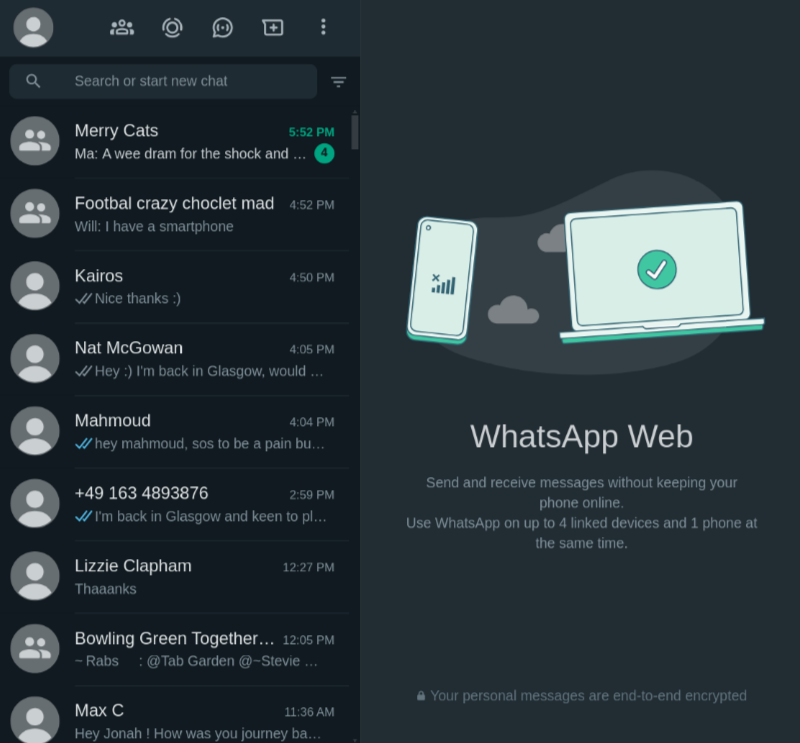 Search or start new chat
Merry Cats 5:52 PM
Ma: A wee dram for the shock and … 4
Footbal crazy choclet mad 4:52 PM
Will: I have a smartphone
Kairos 4:50 PM
Nice thanks :)
Nat McGowan 4:05 PM
Hey :) I'm back in Glasgow, would …
Mahmoud 4:04 PM
hey mahmoud, sos to be a pain bu…
+49 163 4893876 2:59 PM
I'm back in Glasgow and keen to pl…
Lizzie Clapham 12:27 PM
Thaaanks
Bowling Green Together… 12:05 PM
~ Rabs : @Tab Garden @~Stevie …
Max C 11:36 AM
Hey Jonah ! How was you journey ba…
WhatsApp Web
Send and receive messages without keeping your
phone online.
Use WhatsApp on up to 4 linked devices and 1 phone at
the same time.
Your personal messages are end-to-end encrypted